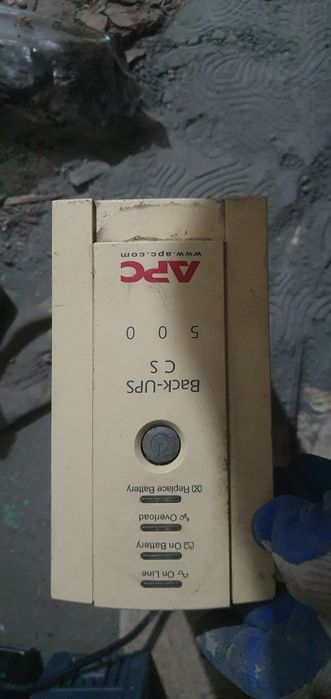 On Line
On Battery
Overload
Replace Battery
Back-UPS
CS
500
APC
www.apc.com